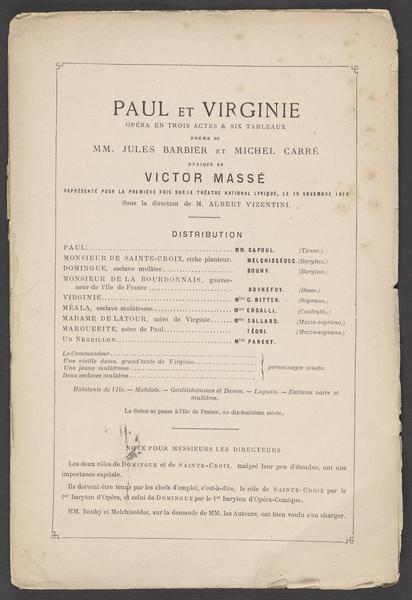 PAUL ET VIRGINIE
OPÉRA EN TROIS ACTES & SIX TABLEAUX
POÈME DE
MM. JULES BARBIER ET MICHEL CARRÉ
MUSIQUE DE
VICTOR MASSÉ
REPRÉSENTÉ POUR LA PREMIÈRE FOIS SUR LE THÉATRE NATIONAL LYRIQUE, LE 15 NOVEMBRE 1876
Sous la direction de M. ALBERT VIZENTINI.
DISTRIBUTION
PAUL........ MM. CAPOUL. (Ténor.)
MONSIEUR DE SAINTE-CROIX, riche planteur. MELCHISSÉDEC. (Baryton.)
DOMINGUE, esclave mulâtre........ BOUHY. (Baryton.)
MONSIEUR DE LA BOURDONNAIS, gouver-
neur de l'Ile de France........ BONNEFOY. (Basse.)
VIRGINIE........ Mlle C. RITTER. (Soprano.)
MÉALA, esclave mulâtresse........ Mme ENGALLI. (Contralto.)
MADAME DE LATOUR, mère de Virginie...... Mme SALLARD. (Mezzo-soprano.)
MARGUERITE, mère de Paul........ TÉONI. (Mezzo-soprano.)
UN NÉGRILLON........ Mlle PARENT.
Le Commandeur........
Une vieille dame, grand'tante de Virginie........
Une jeune mulâtresse........ personnages muets.
Deux esclaves mulâtres........
Habitants de l'Ile. — Matelots. — Gentilshommes et Dames. — Laquais. — Esclaves noirs et
mulâtres.
La Scène se passe à l'Ile de France, au dix-huitième siècle.
NOTE POUR MESSIEURS LES DIRECTEURS
Les deux rôles de DOMINGUE et de SAINTE-CROIX, malgré leur peu d'étendue, ont une
importance capitale.
Ils doivent être tenus par les chefs d'emploi, c'est-à-dire, le rôle de SAINTE-CROIX par le
1er baryton d'Opéra, et celui de DOMINGUE par le 1er baryton d'Opéra-Comique.
MM. Bouhy et Melchissédec, sur la demande de MM. les Auteurs, ont bien voulu s'en charger.